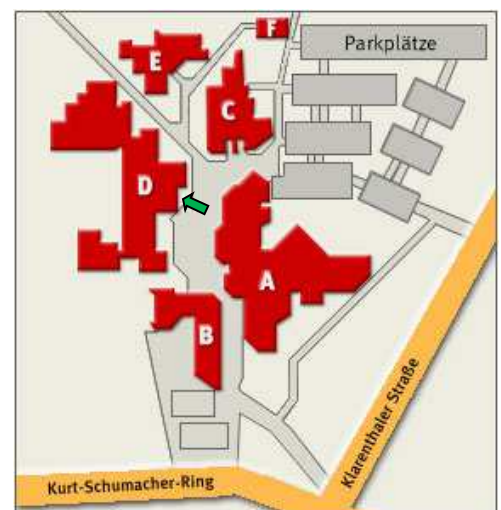 F
Parkplätze
E
C
D
A
B
Klarenthaler Straße
Kurt-Schumacher-Ring